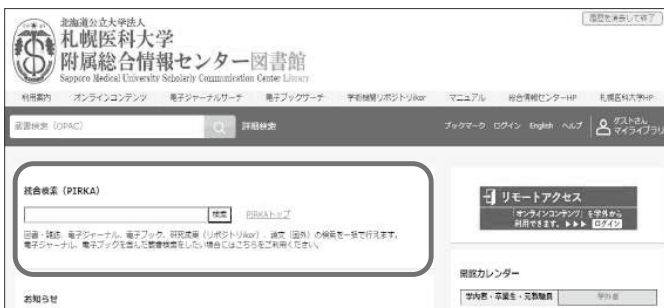 履歴を消去して終了
北海道公立大学法人
札幌医科大学
附属総合情報センター図書館
Sapporo Medical University Scholarly Communication Center Library
利用案内 オンラインコンテンツ 電子ジャーナルサーチ 電子ブックサーチ 学術機関リポジトリikor マニュアル 総合情報センターHP 札幌医科大学HP
蔵書検索 (OPAC) 詳細検索 ブックマーク ログイン English ヘルプ ゲストさん
マイライブラリ
統合検索 (PIRKA)
検索 PIRKAトップ
図書・雑誌、電子ジャーナル、電子ブック、研究成果 (リポジトリikor)、論文 (国外) の検索を一括で行えます。
電子ジャーナル、電子ブックを含んだ蔵書検索をしたい場合にはこちらをご利用ください。
リモートアクセス
「オンラインコンテンツ」を学外から
利用できます。▶▶▶ ログイン
開館カレンダー
学内者・卒業生・元教職員 学外者
お知らせ